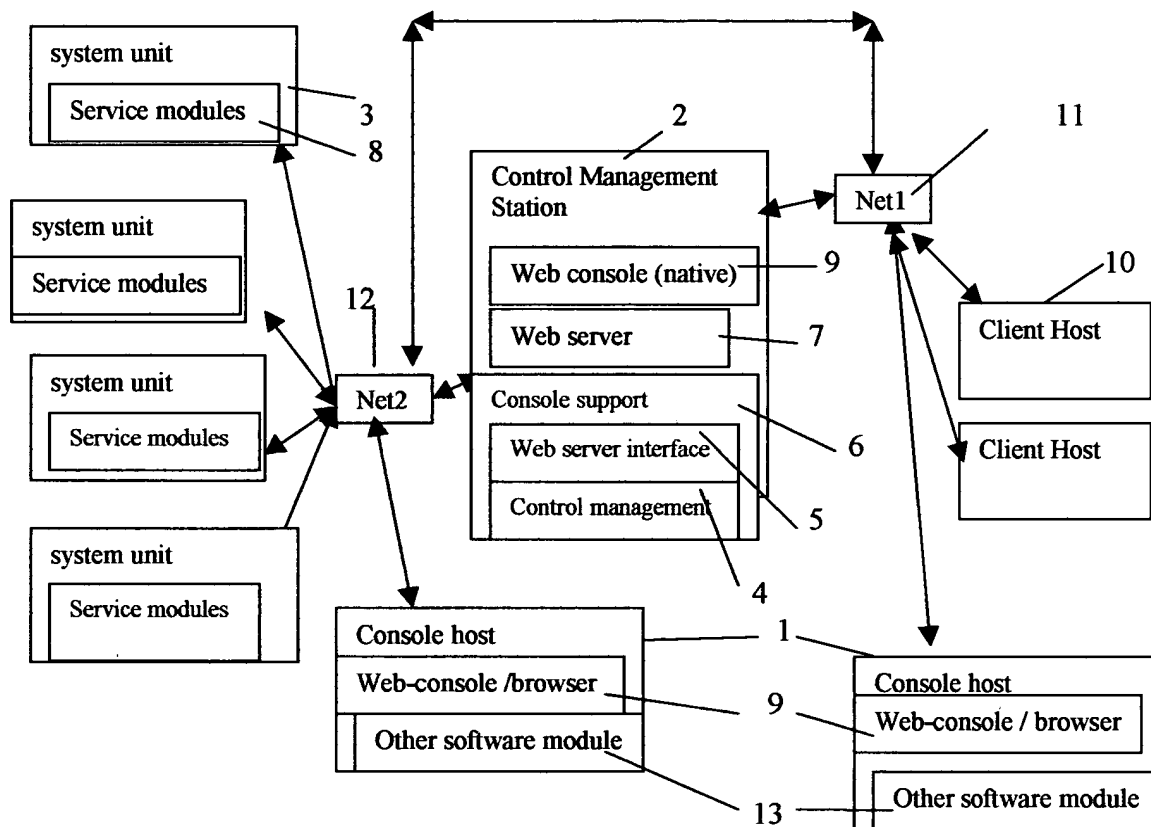 system unit
Service modules
3
8
system unit
Service modules
system unit
Service modules
system unit
Service modules
12
Net2
2
Control Management
Station
Web console (native)
9
Web server
7
Console support
6
Web server interface
5
Control management
4
11
Net1
10
Client Host
Client Host
Console host
1
Web-console /browser
9
Other software module
13
Console host
Web-console / browser
Other software module